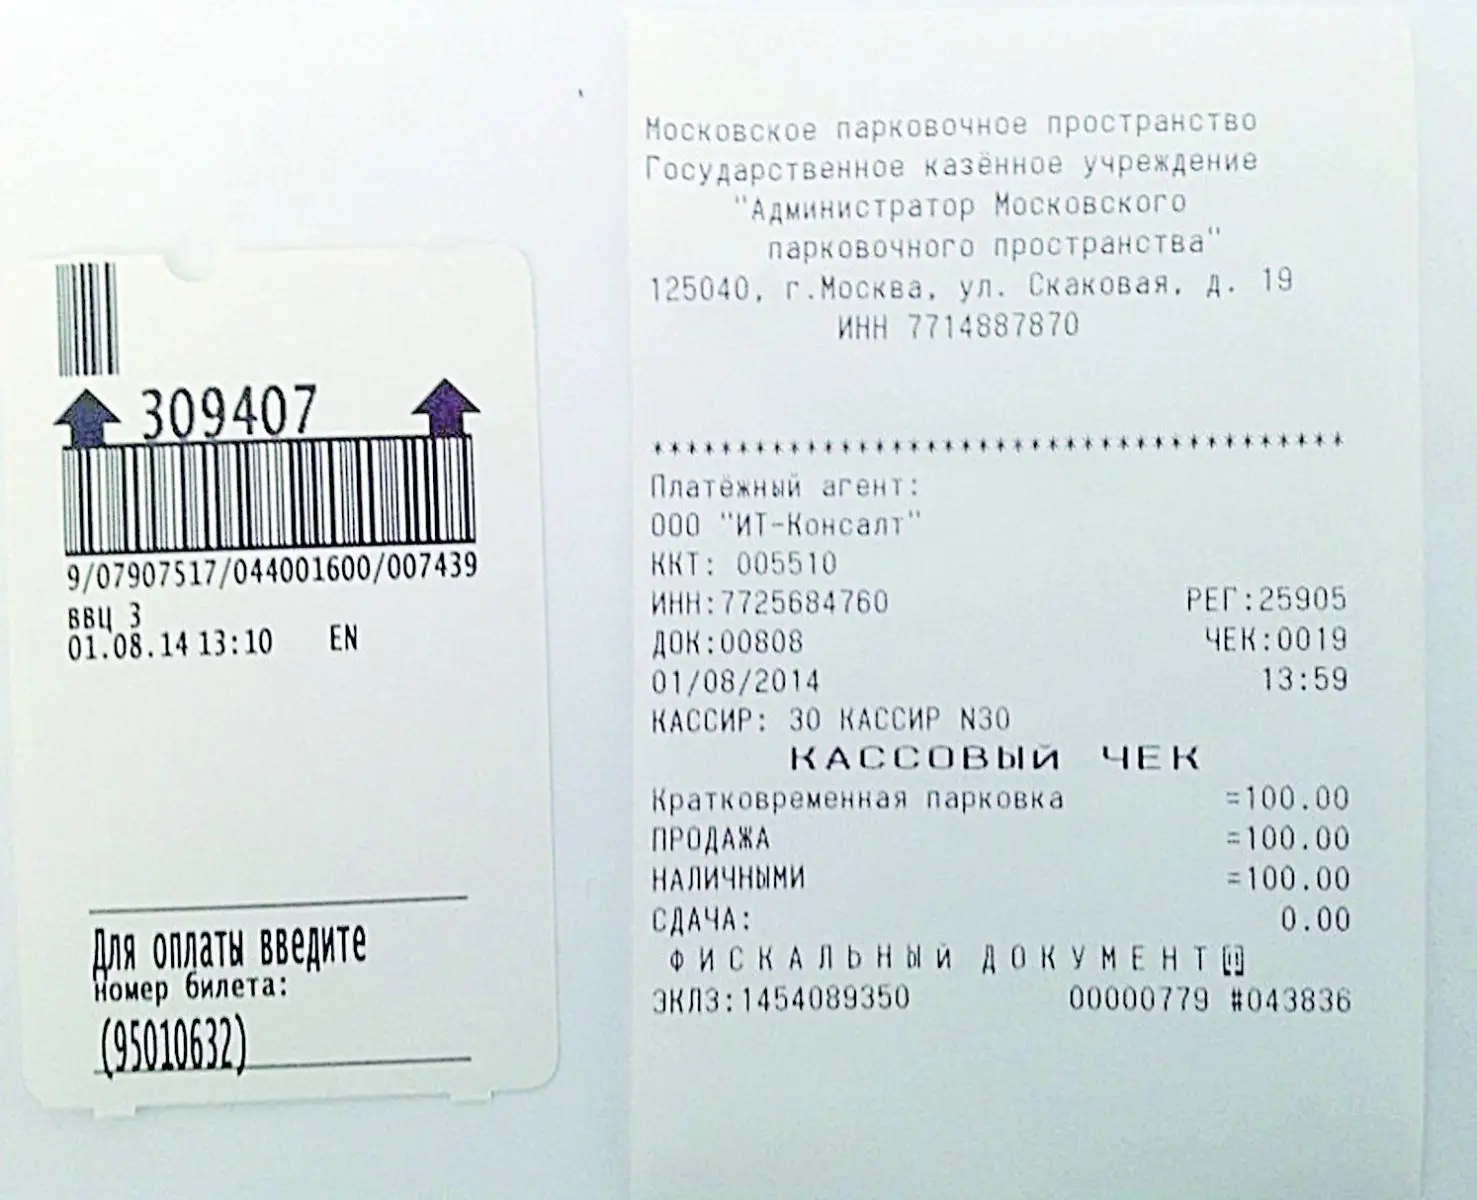 309407
9/07907517/044001600/007439
ВВЦ 3
01.08.14 13:10 EN
Для оплаты введите
номер билета:
(95010632)
Московское парковочное пространство
Государственное казённое учреждение
"Администратор Московского
парковочного пространства"
125040, г.Москва, ул. Скаковая, д. 19
ИНН 7714887870
*****************************************
Платёжный агент:
ООО "ИТ-Консалт"
ККТ: 005510
ИНН:7725684760 РЕГ:25905
ДОК:00808 ЧЕК:0019
01/08/2014 13:59
КАССИР: 30 КАССИР N30
КАССОВЫЙ ЧЕК
Кратковременная парковка =100.00
ПРОДАЖА =100.00
НАЛИЧНЫМИ =100.00
СДАЧА: 0.00
ФИСКАЛЬНЫЙ ДОКУМЕНТ
ЭКЛЗ:1454089350 00000779 #043836